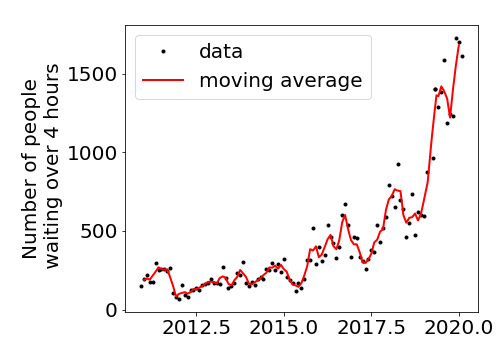 data
moving average
Number of people
waiting over 4 hours
1500
1000
500
0
2012.5 2015.0 2017.5 2020.0